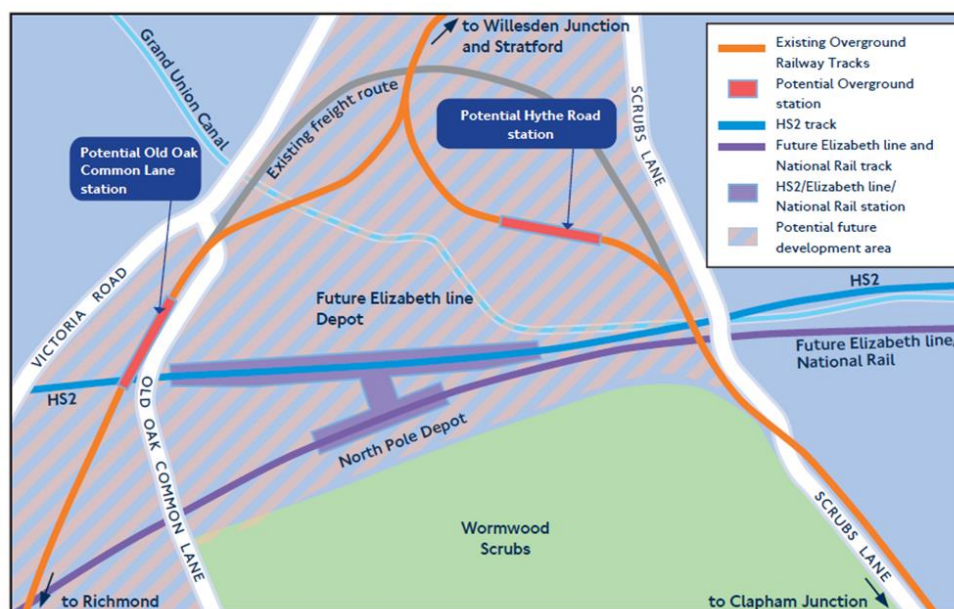 to Willesden Junction
and Stratford
Grand Union Canal
Existing freight route
SCRUBS LANE
Potential Hythe Road
station
Potential Old Oak
Common Lane
station
VICTORIA ROAD
Future Elizabeth line
Depot
HS2
HS2
Future Elizabeth line/
National Rail
OLD OAK COMMON LANE
North Pole Depot
Wormwood
Scrubs
SCRUBS LANE
to Richmond
to Clapham Junction
Existing Overground
Railway Tracks
Potential Overground
station
HS2 track
Future Elizabeth line and
National Rail track
HS2/Elizabeth line/
National Rail station
Potential future
development area